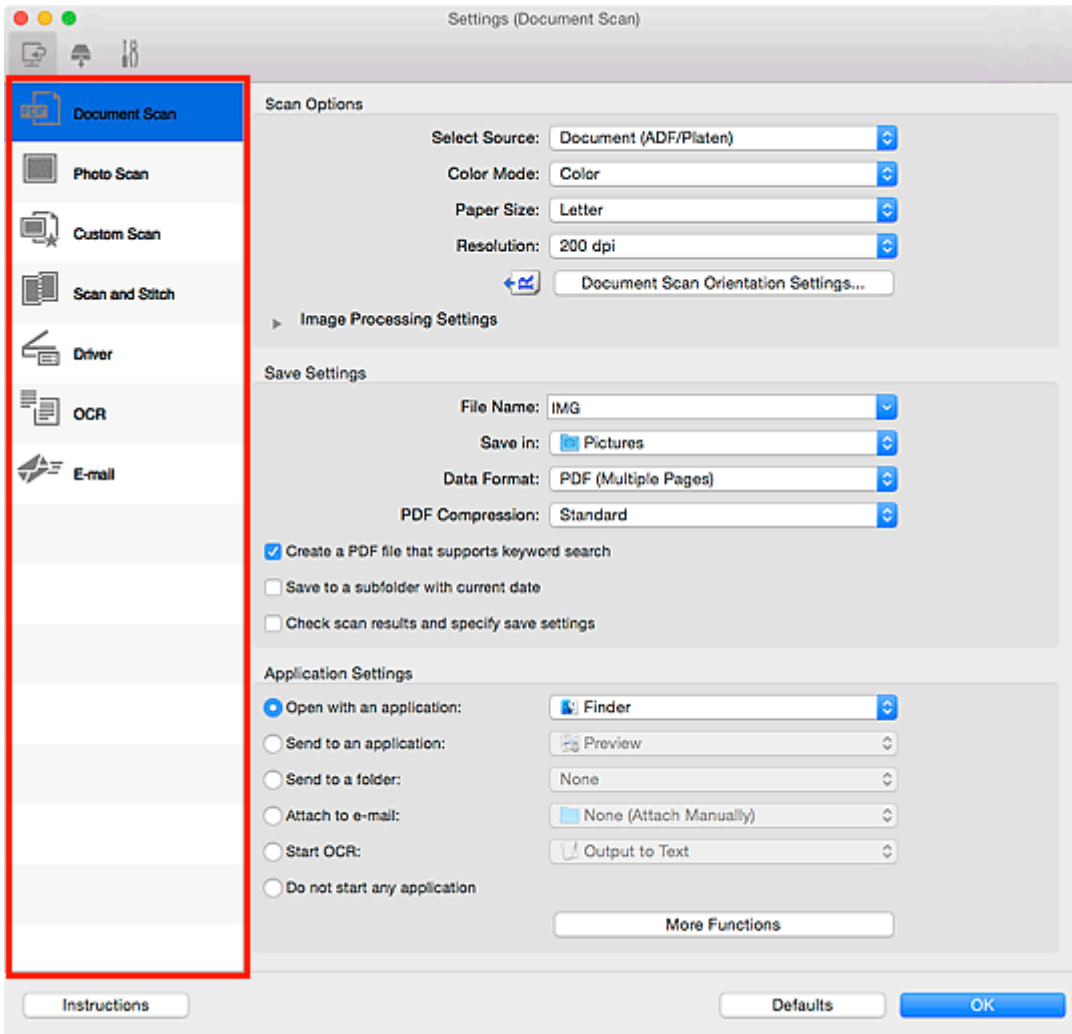 Settings (Document Scan)
Document Scan
Photo Scan
Custom Scan
Scan and Stitch
Driver
OCR
E-mail
Scan Options
Select Source: Document (ADF/Platen)
Color Mode: Color
Paper Size: Letter
Resolution: 200 dpi
Document Scan Orientation Settings...
Image Processing Settings
Save Settings
File Name: IMG
Save in: Pictures
Data Format: PDF (Multiple Pages)
PDF Compression: Standard
Create a PDF file that supports keyword search
Save to a subfolder with current date
Check scan results and specify save settings
Application Settings
Open with an application: Finder
Send to an application: Preview
Send to a folder: None
Attach to e-mail: None (Attach Manually)
Start OCR: Output to Text
Do not start any application
More Functions
Instructions
Defaults
OK